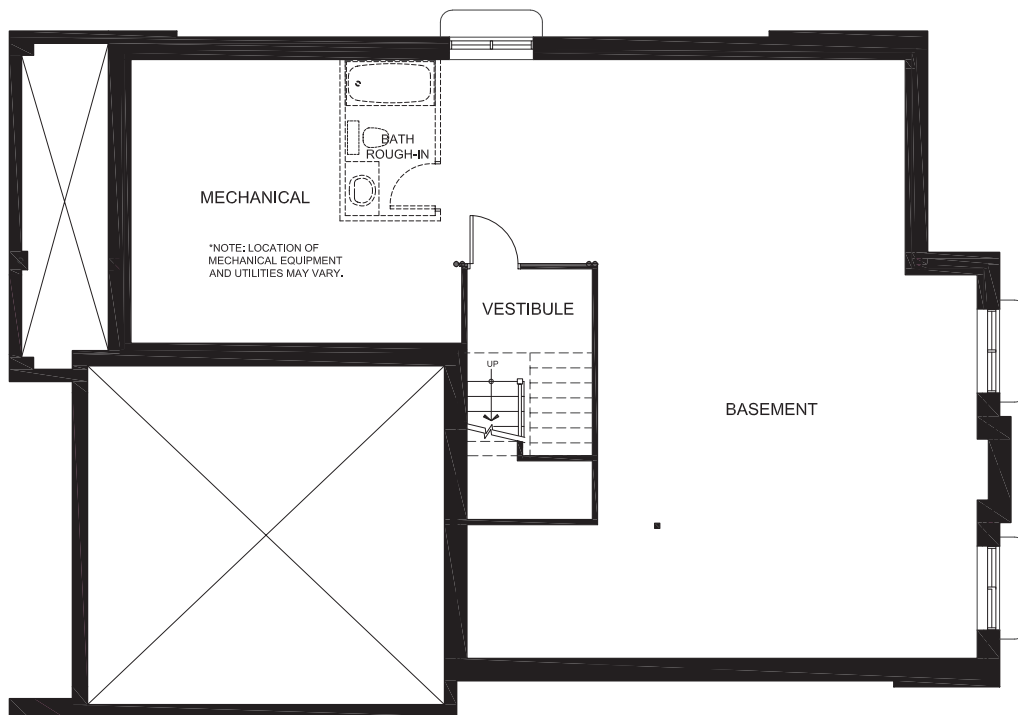 BATH
ROUGH-IN
MECHANICAL
*NOTE: LOCATION OF
MECHANICAL EQUIPMENT
AND UTILITIES MAY VARY.
VESTIBULE
UP
BASEMENT